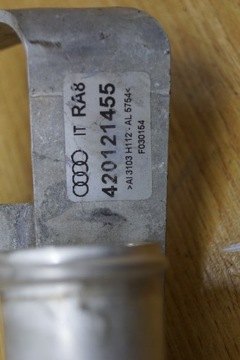 IT RA8
420121455
>Al 3103 H112 - AL 5754<
F030154